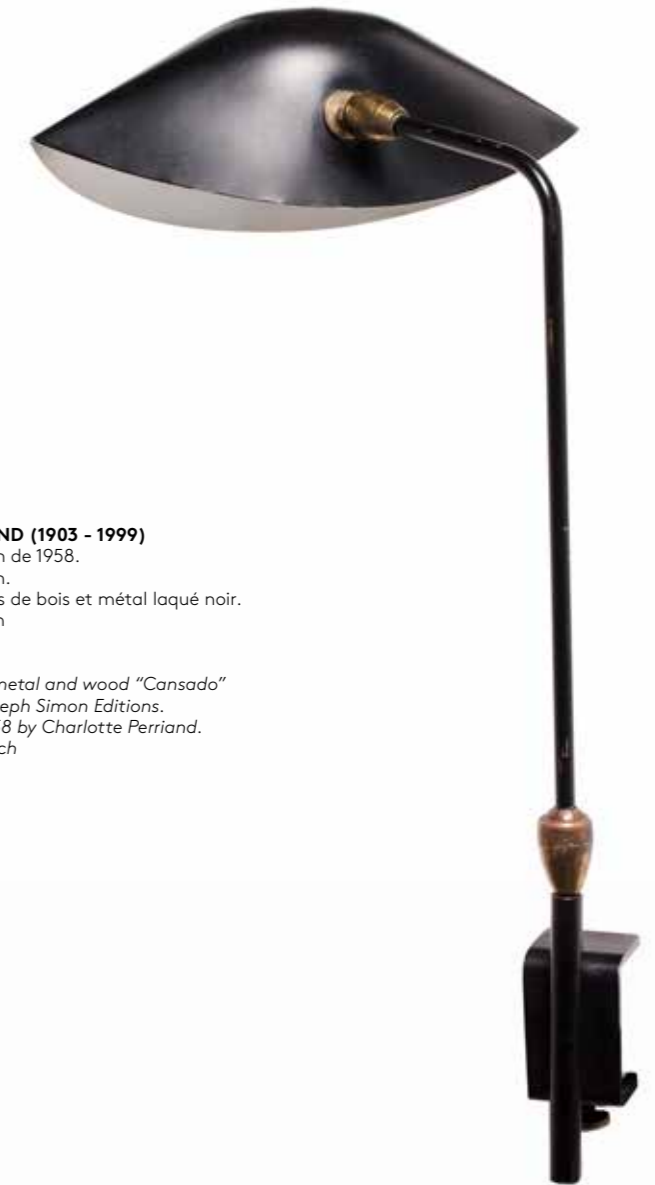 ND (1903 - 1999)
n de 1958.
n.
s de bois et métal laqué noir.
n
metal and wood “Cansado”
eph Simon Editions.
8 by Charlotte Perriand.
ch